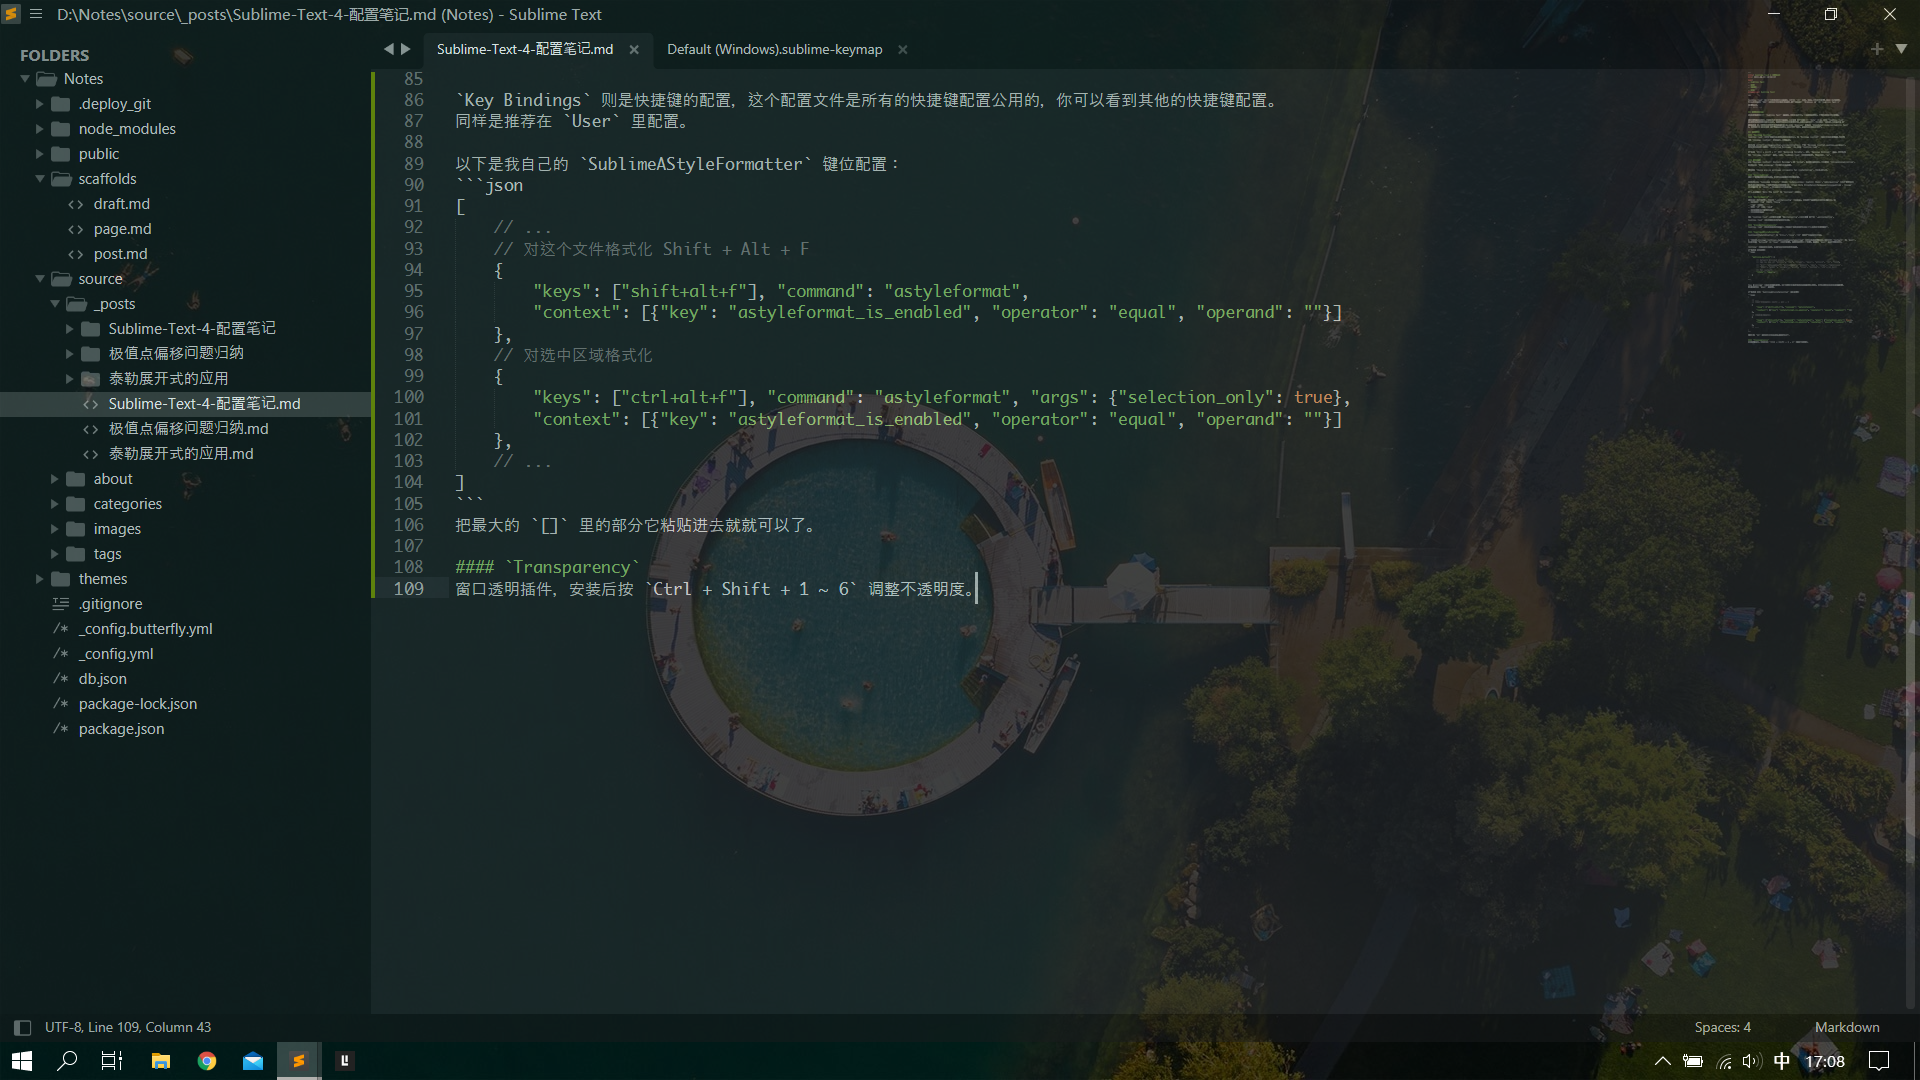 D:\Notes\source\_posts\Sublime-Text-4-配置笔记.md (Notes) - Sublime Text
FOLDERS
Notes
.deploy_git
node_modules
public
scaffolds
draft.md
page.md
post.md
source
_posts
Sublime-Text-4-配置笔记
极值点偏移问题归纳
泰勒展开式的应用
Sublime-Text-4-配置笔记.md
极值点偏移问题归纳.md
泰勒展开式的应用.md
about
categories
images
tags
themes
.gitignore
_config.butterfly.yml
_config.yml
db.json
package-lock.json
package.json
Sublime-Text-4-配置笔记.md
Default (Windows).sublime-keymap
85
86 `Key Bindings` 则是快捷键的配置，这个配置文件是所有的快捷键配置公用的，你可以看到其他的快捷键配置。
87 同样是推荐在 `User` 里配置。
88
89 以下是我自己的 `SublimeAStyleFormatter` 键位配置：
90 ```json
91 [
92 // ...
93 // 对这个文件格式化 Shift + Alt + F
94 {
95 "keys": ["shift+alt+f"], "command": "astyleformat",
96 "context": [{"key": "astyleformat_is_enabled", "operator": "equal", "operand": ""}]
97 },
98 // 对选中区域格式化
99 {
100 "keys": ["ctrl+alt+f"], "command": "astyleformat", "args": {"selection_only": true},
101 "context": [{"key": "astyleformat_is_enabled", "operator": "equal", "operand": ""}]
102 },
103 // ...
104 ]
105 ```
106 把最大的 `[]` 里的部分它粘贴进去就就可以了。
107
108 #### `Transparency`
109 窗口透明插件，安装后按 `Ctrl + Shift + 1 ~ 6` 调整不透明度。
UTF-8, Line 109, Column 43
Spaces: 4
Markdown
中
17:08